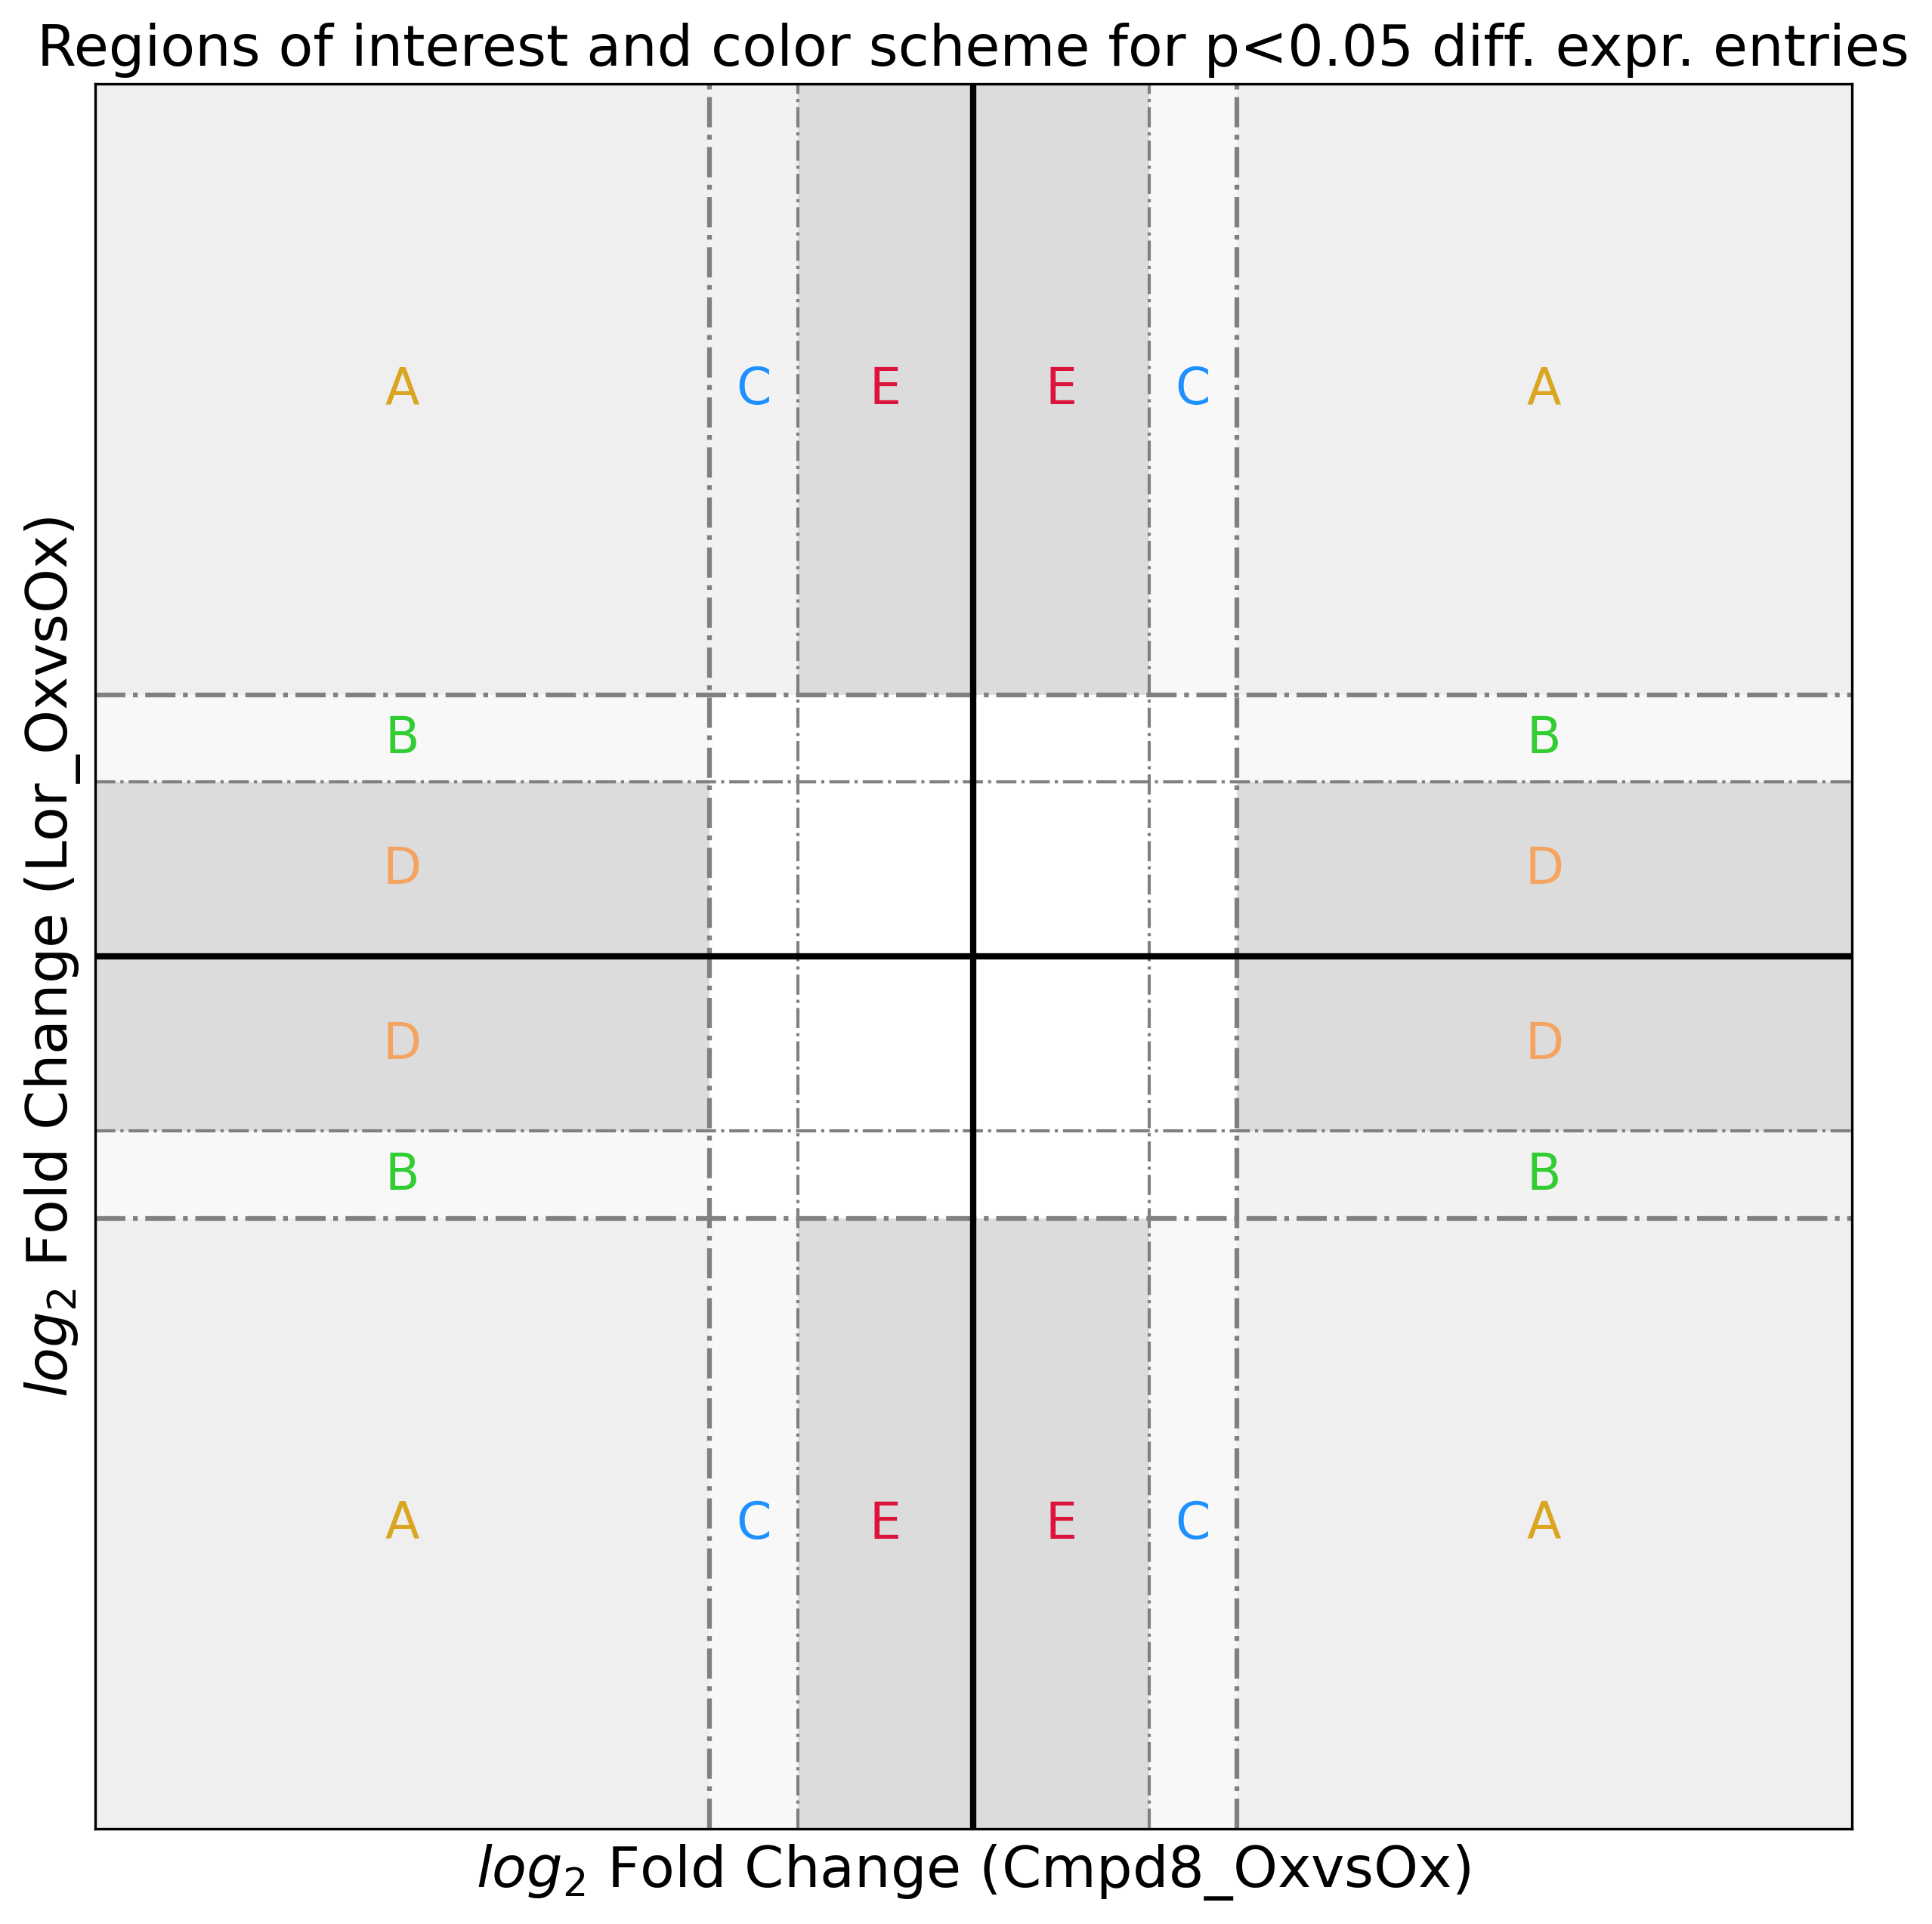 Regions of interest and color scheme for p<0.05 diff. expr. entries
A C E E C A
B B
D D
D D
B B
A C E E C A
log₂ Fold Change (Lor_OxvsOx)
log₂ Fold Change (Cmpd8_OxvsOx)